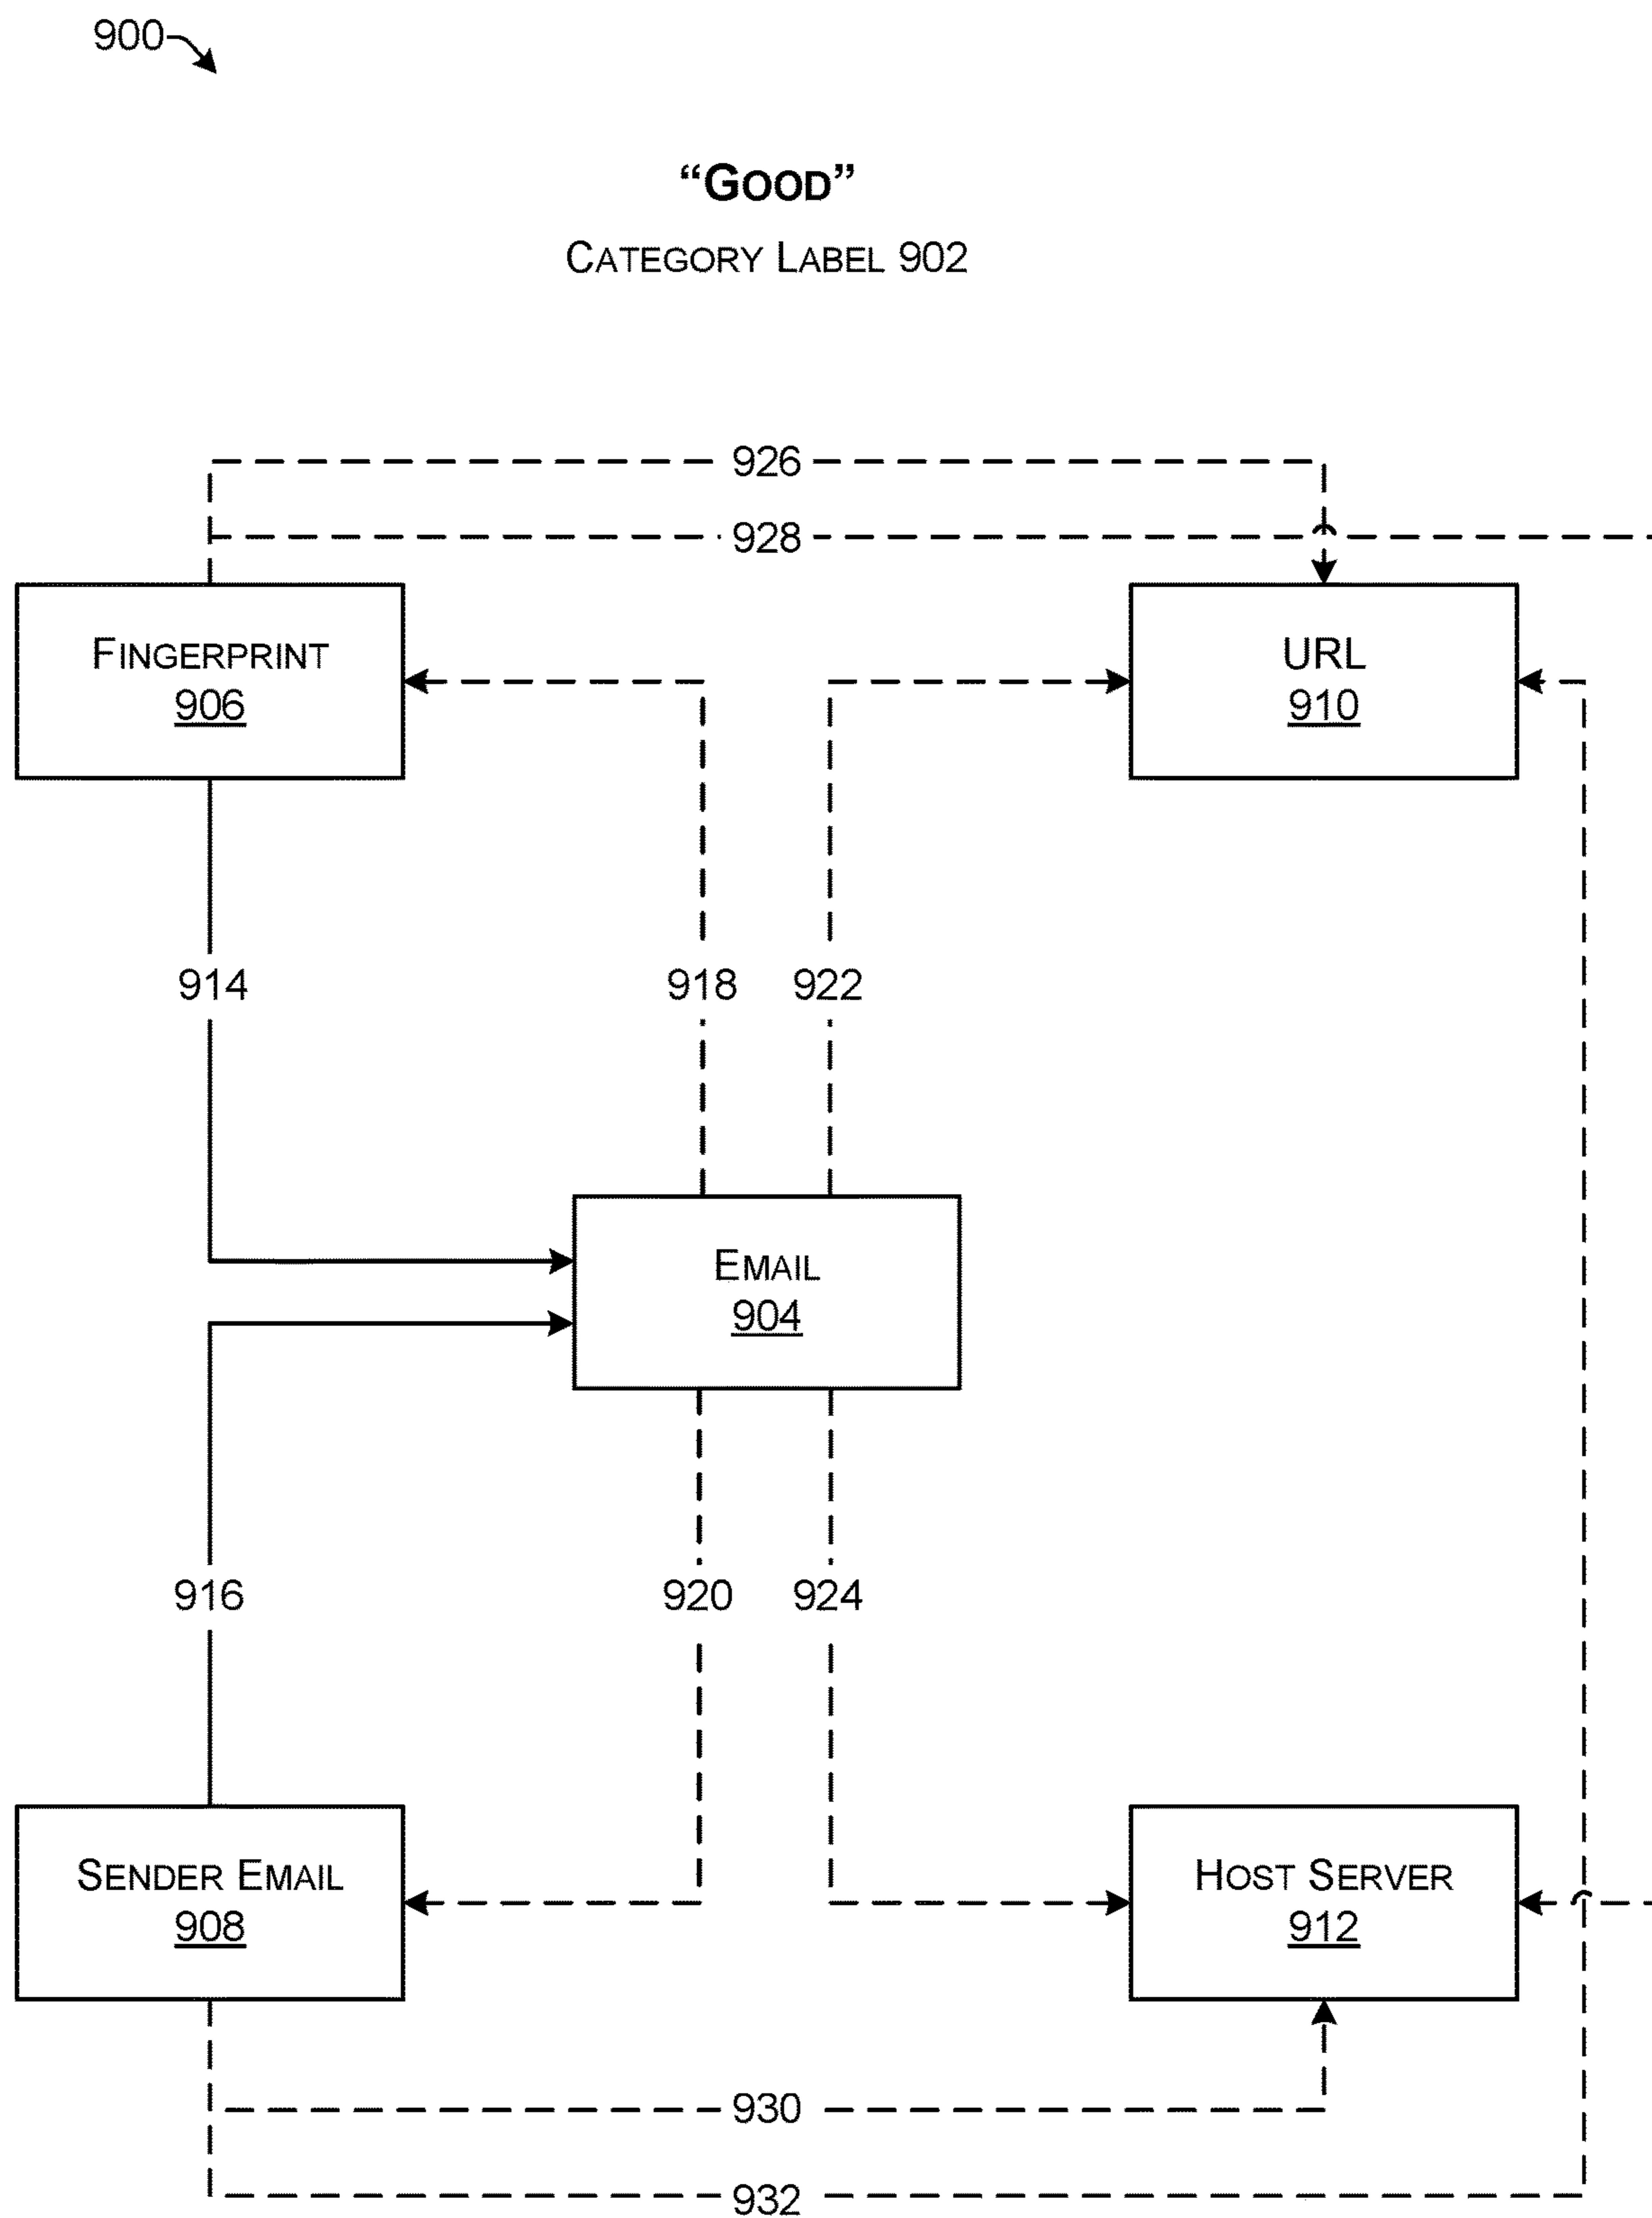 900
“GOOD”
CATEGORY LABEL 902
926
928
FINGERPRINT
906
URL
910
914
918
922
EMAIL
904
916
920
924
SENDER EMAIL
908
HOST SERVER
912
930
932